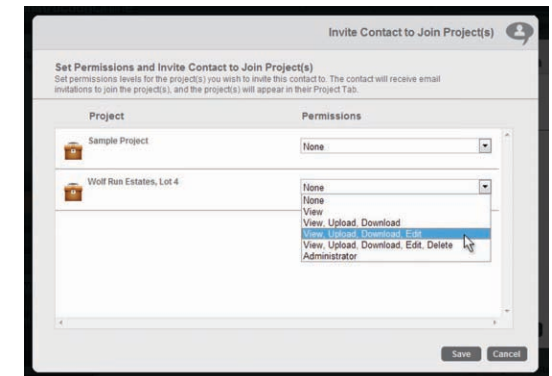 Invite Contact to Join Project(s)
Set Permissions and Invite Contact to Join Project(s)
Set permissions levels for the project(s) you wish to invite this contact to. The contact will receive email
invitations to join the project(s), and the project(s) will appear in their Project Tab.
Project Permissions
Sample Project None
Wolf Run Estates, Lot 4 None
None
View
View, Upload, Download
View, Upload, Download, Edit
View, Upload, Download, Edit, Delete
Administrator
Save Cancel